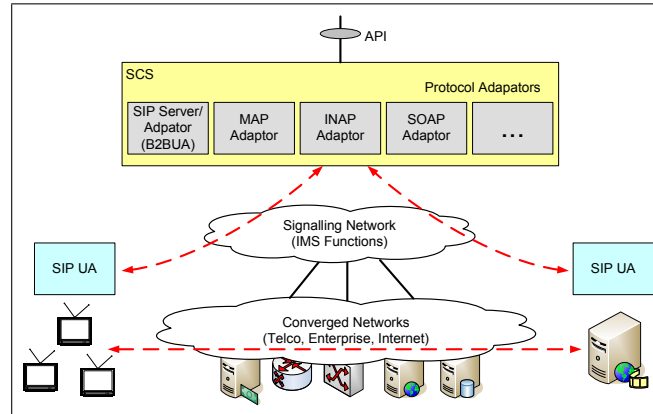 API
SCS
Protocol Adapators
SIP Server/
Adpator
(B2BUA)
MAP
Adaptor
INAP
Adaptor
SOAP
Adaptor
...
Signalling Network
(IMS Functions)
SIP UA
SIP UA
Converged Networks
(Telco, Enterprise, Internet)